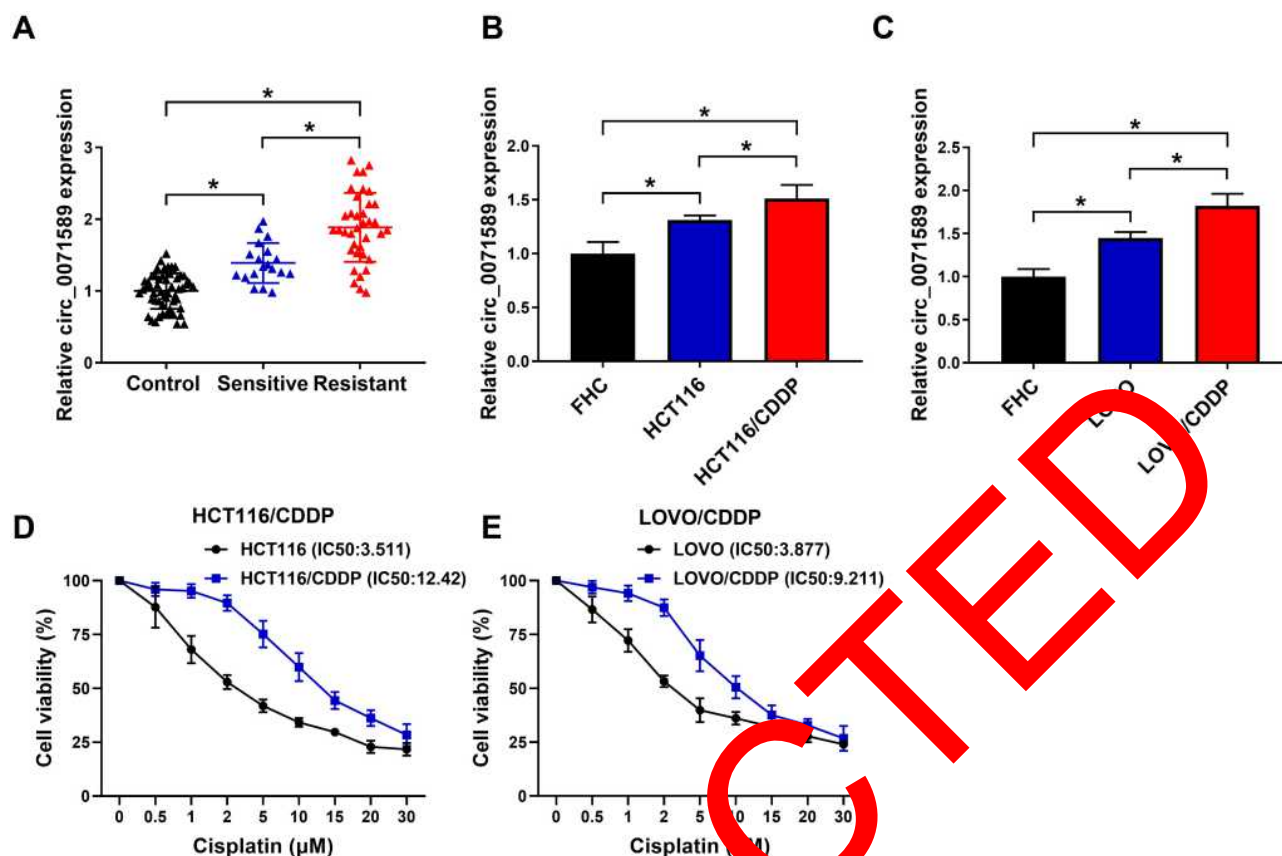 A
B
C
Relative circ_0071589 expression
3
2
1
0
*
*
*
Control Sensitive Resistant
Relative circ_0071589 expression
2.0
1.5
1.0
0.5
0.0
*
*
*
FHC
HCT116
HCT116/CDDP
Relative circ_0071589 expression
2.5
2.0
1.5
1.0
0.5
0.0
*
*
*
FHC
D
HCT116/CDDP
HCT116 (IC50:3.511)
HCT116/CDDP (IC50:12.42)
Cell viability (%)
100
75
50
25
0
0 0.5 1 2 5 10 15 20 30
Cisplatin (μM)
E
LOVO/CDDP
LOVO (IC50:3.877)
LOVO/CDDP (IC50:9.211)
Cell viability (%)
100
75
50
25
0
0 0.5 1 2 5 10 15 20 30
Cisplatin
CTED